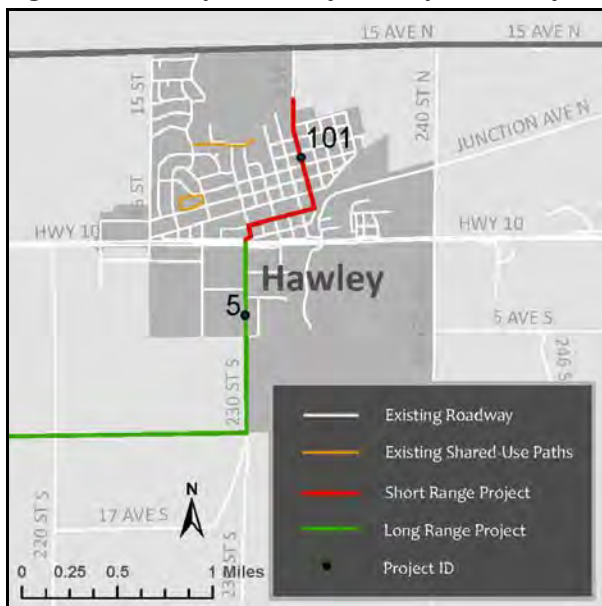 15 AVE N
15 AVE N
15 ST
240 ST N
JUNCTION AVE N
101
HWY 10
HWY 10
Hawley
5
5 AVE S
230 ST S
220 ST S
17 AVE S
N
0 0.25 0.5 1 Miles
Existing Roadway
Existing Shared-Use Paths
Short Range Project
Long Range Project
Project ID